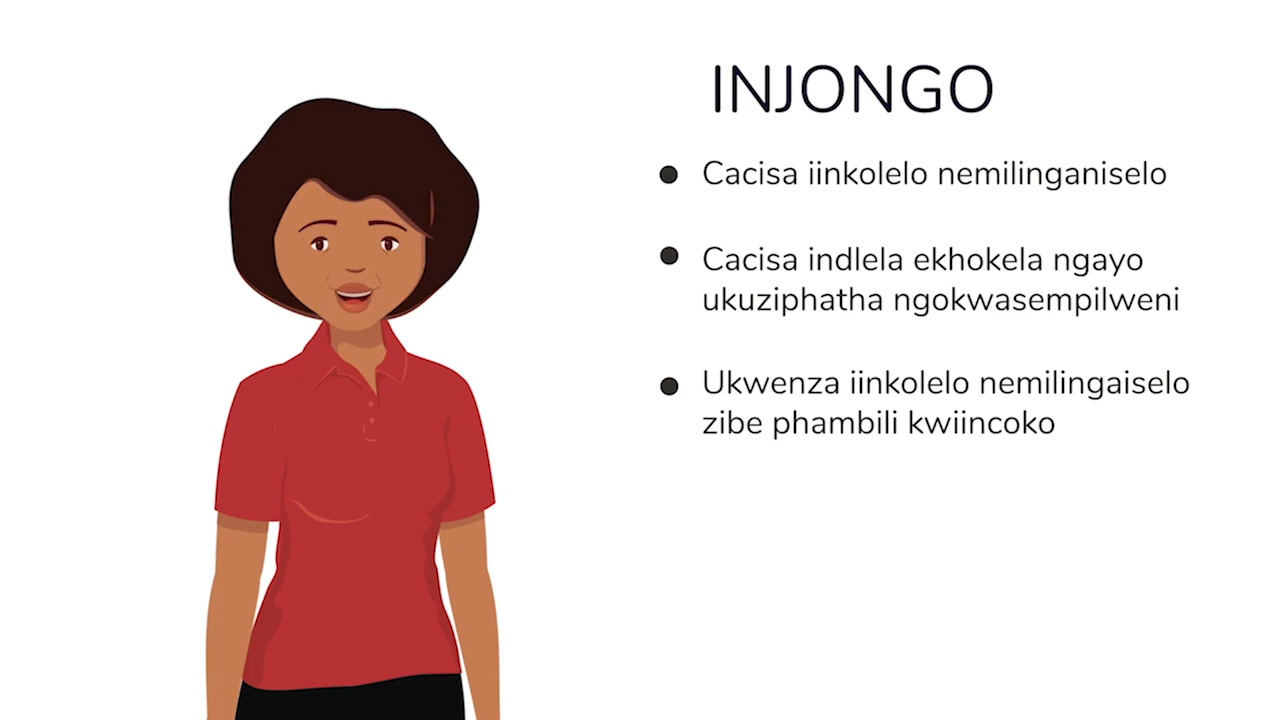 INJONGO
● Cacisa iinkolelo nemilinganiselo
● Cacisa indlela ekhokela ngayo
ukuziphatha ngokwasempilweni
● Ukwenza iinkolelo nemilingaiselo
zibe phambili kwiincoko